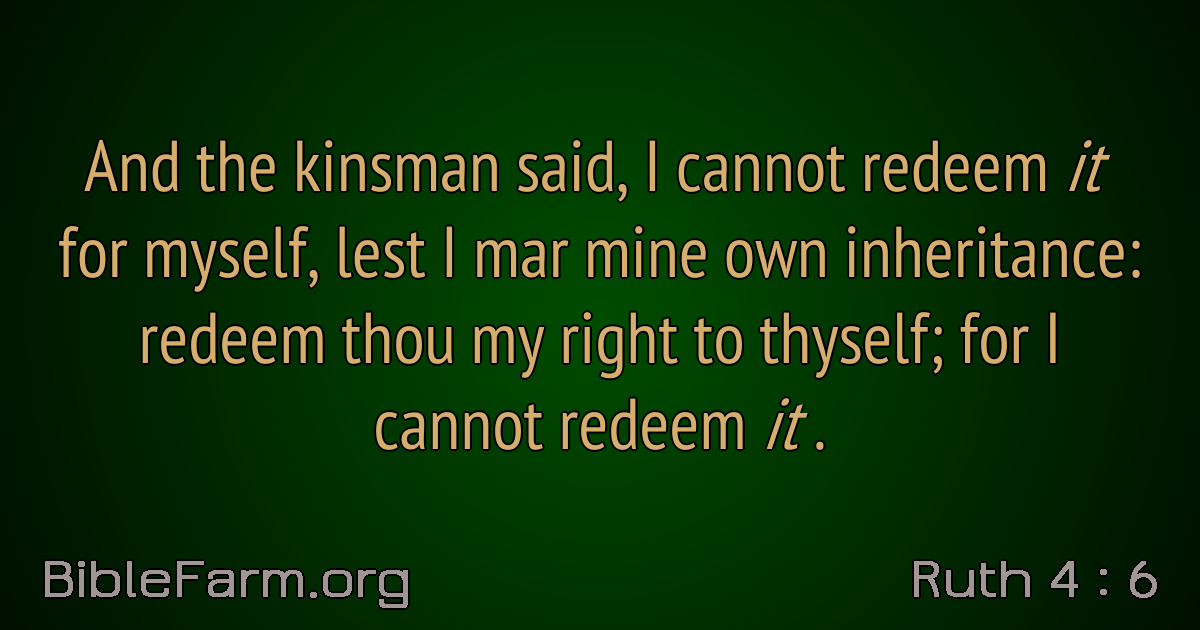 And the kinsman said, I cannot redeem it
for myself, lest I mar mine own inheritance:
redeem thou my right to thyself; for I
cannot redeem it .
BibleFarm.org
Ruth 4 : 6